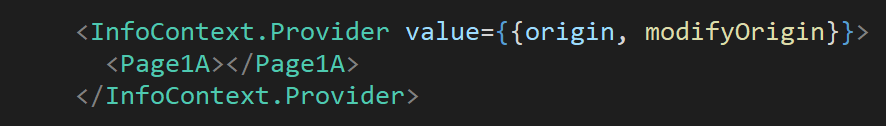 <InfoContext.Provider value={{origin, modifyOrigin}}>
<Page1A></Page1A>
</InfoContext.Provider>